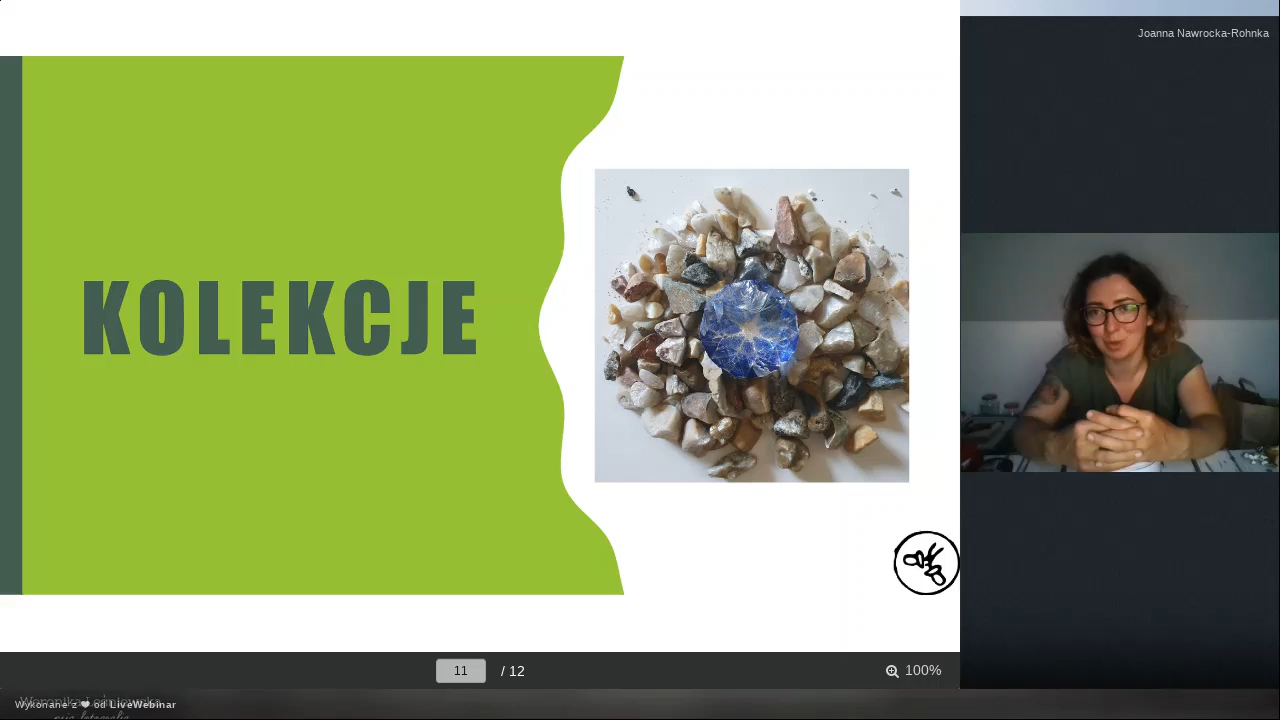 Joanna Nawrocka-Rohnka
KOLEKCJE
11 / 12
100%
Wykonane z ❤ od LiveWebinar